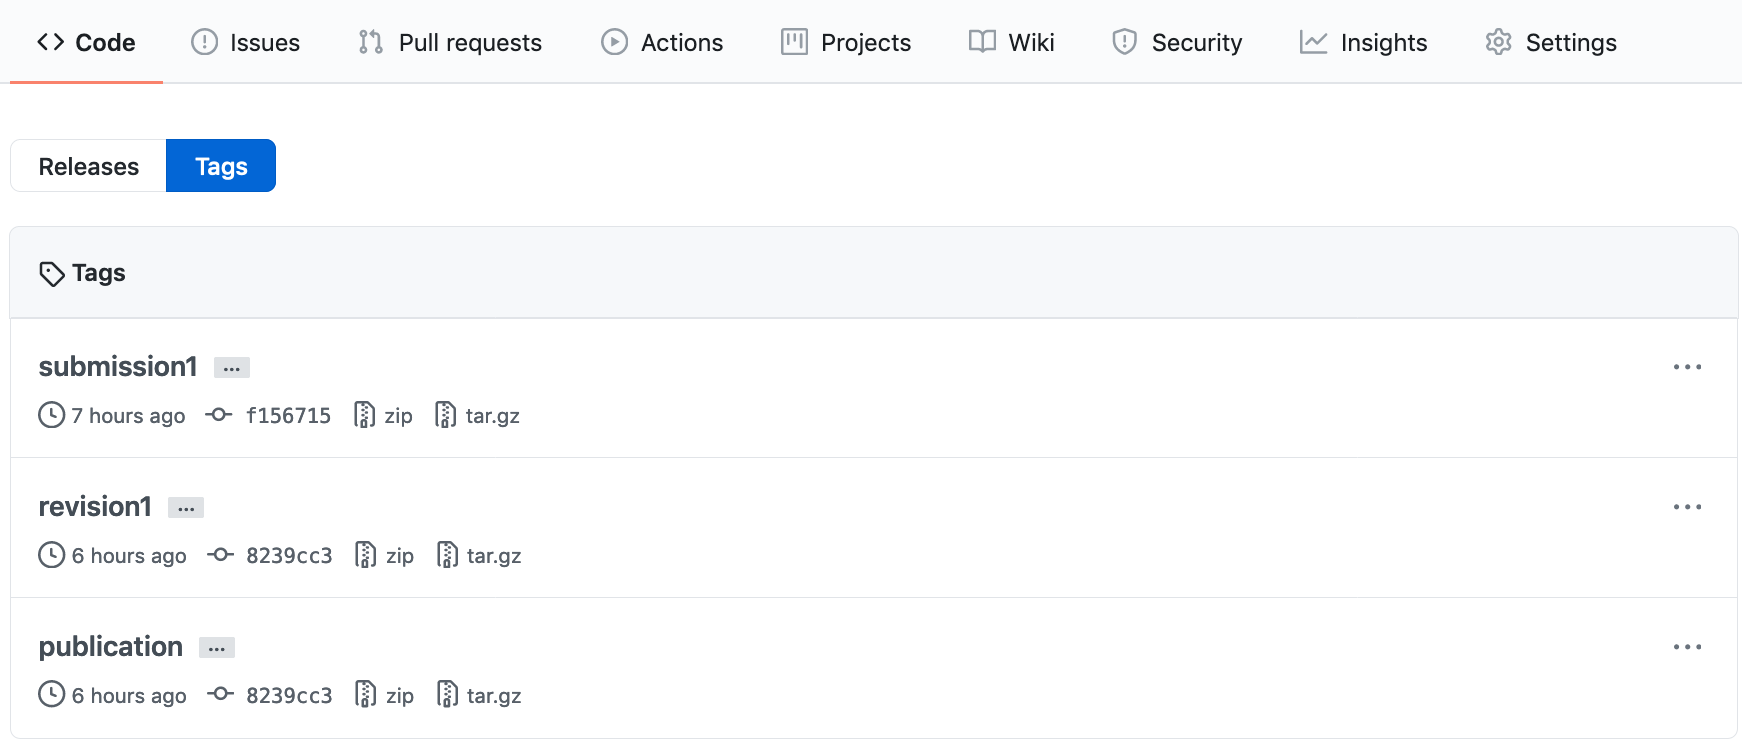 Code Issues Pull requests Actions Projects Wiki Security Insights Settings
Releases Tags
Tags
submission1 ...
7 hours ago f156715 zip tar.gz
revision1 ...
6 hours ago 8239cc3 zip tar.gz
publication ...
6 hours ago 8239cc3 zip tar.gz